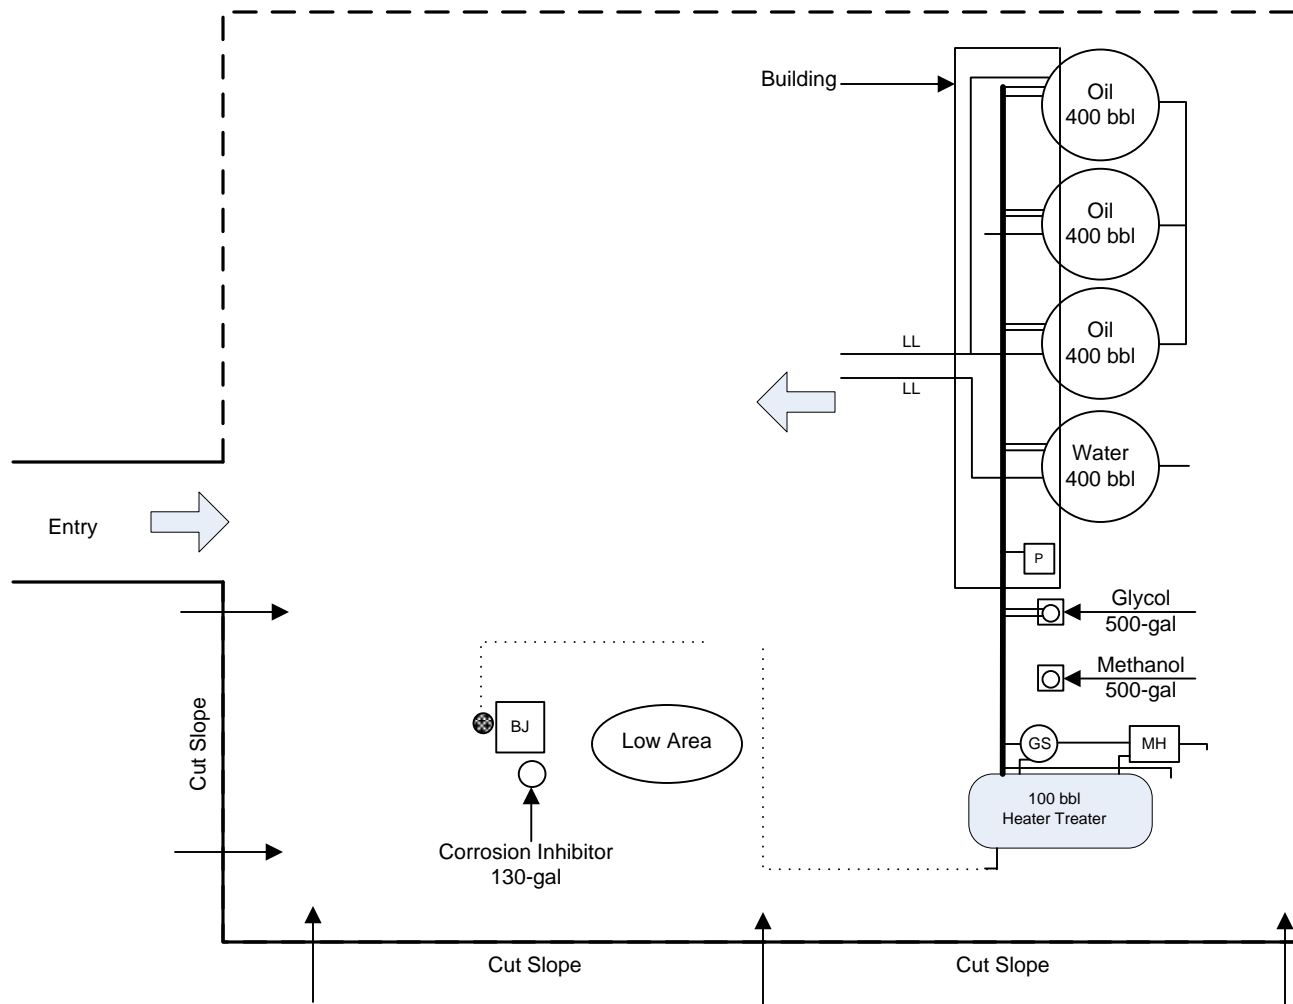 Building
Oil
400 bbl
Oil
400 bbl
LL
Oil
400 bbl
LL
Water
400 bbl
Entry
P
Glycol
500-gal
Methanol
500-gal
Cut Slope
BJ
Low Area
GS
MH
100 bbl
Heater Treater
Corrosion Inhibitor
130-gal
Cut Slope
Cut Slope